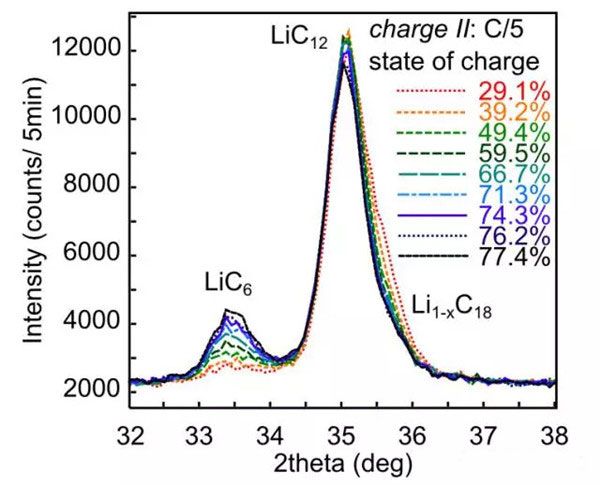 charge II: C/5
state of charge
29.1%
39.2%
49.4%
59.5%
66.7%
71.3%
74.3%
76.2%
77.4%
LiC12
LiC6
Li1-xC18
Intensity (counts/ 5min)
12000
10000
8000
6000
4000
2000
32 33 34 35 36 37 38
2theta (deg)